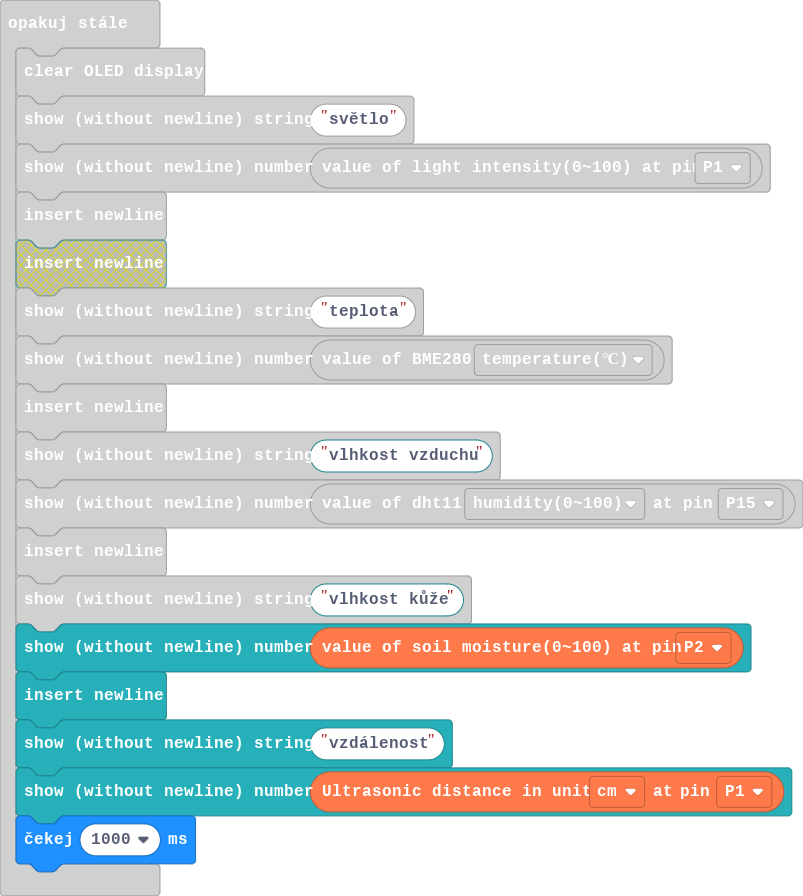 opakuj stále
clear OLED display
show (without newline) string "světlo"
show (without newline) number value of light intensity(0~100) at pin P1
insert newline
insert newline
show (without newline) string "teplota"
show (without newline) number value of BME280 temperature(℃)
insert newline
show (without newline) string "vlhkost vzduchu"
show (without newline) number value of dht11 humidity(0~100) at pin P15
insert newline
show (without newline) string "vlhkost kůže"
show (without newline) number value of soil moisture(0~100) at pin P2
insert newline
show (without newline) string "vzdálenost"
show (without newline) number Ultrasonic distance in unit cm at pin P1
čekej 1000 ms